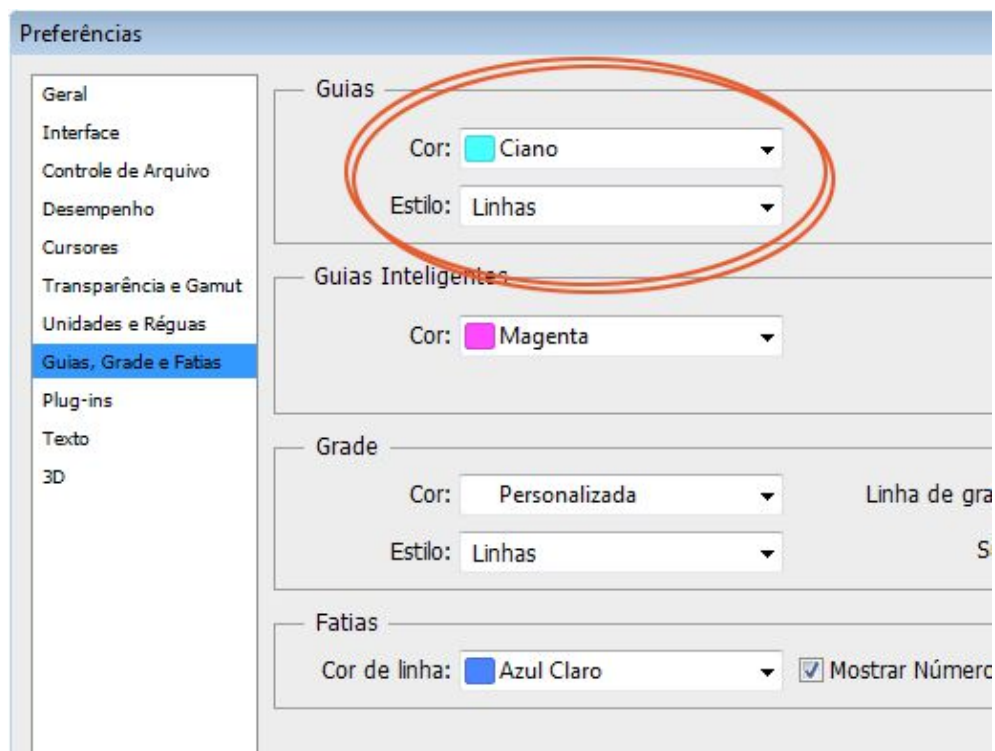 Preferências
Geral
Interface
Controle de Arquivo
Desempenho
Cursores
Transparência e Gamut
Unidades e Réguas
Guias, Grade e Fatias
Plug-ins
Texto
3D
Guias
Cor: Ciano
Estilo: Linhas
Guias Inteligentes
Cor: Magenta
Grade
Cor: Personalizada
Linha de gra
Estilo: Linhas
Fatias
Cor de linha: Azul Claro
Mostrar Número